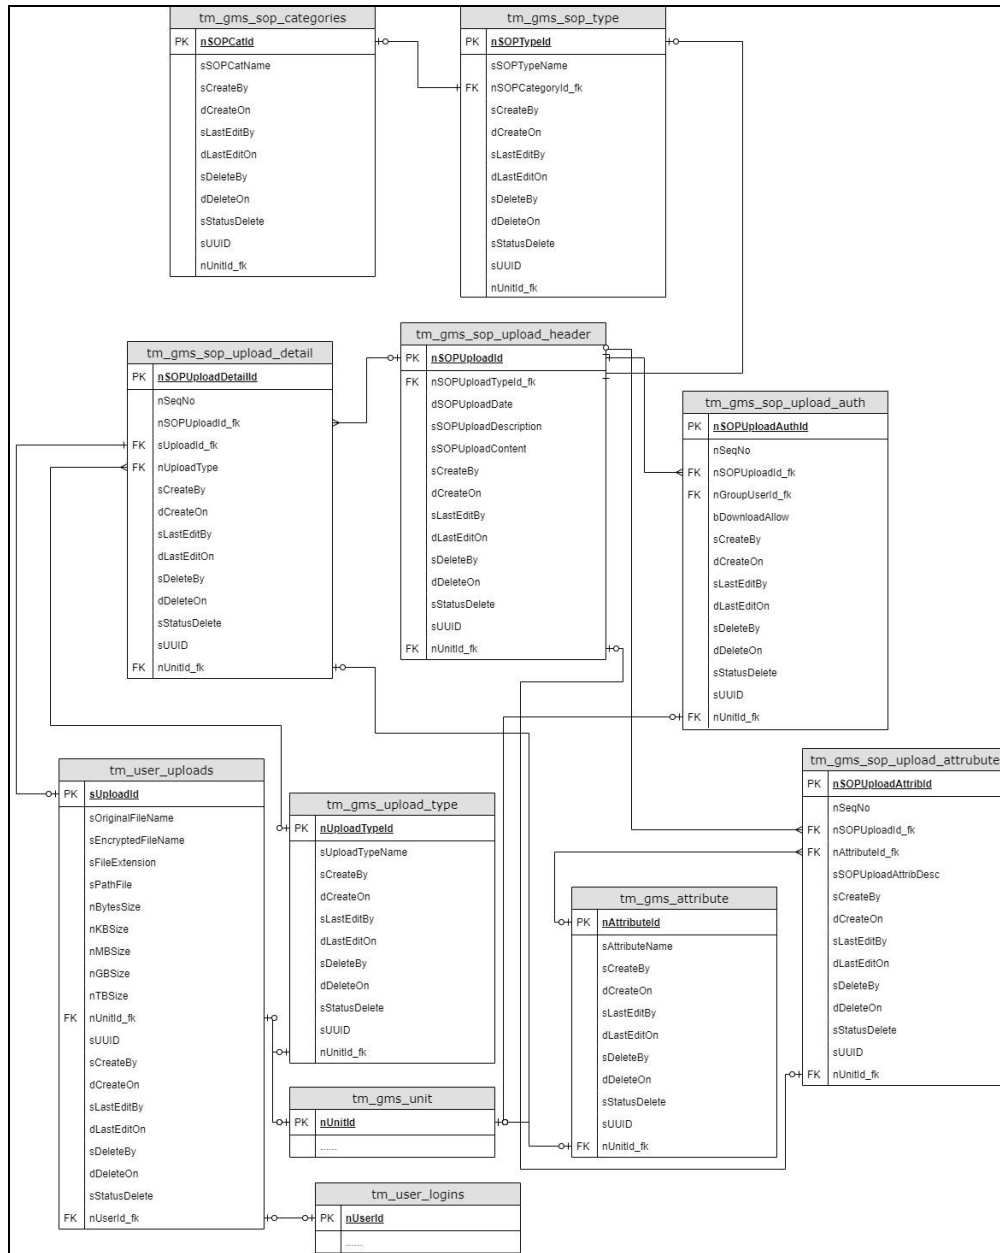 tm_gms_sop_categories
PK nSOPCatId
sSOPCatName
sCreateBy
dCreateOn
sLastEditBy
dLastEditOn
sDeleteBy
dDeleteOn
sStatusDelete
sUUID
nUnitId_fk
tm_gms_sop_type
PK nSOPTypeId
sSOPTypeName
FK nSOPCategoryId_fk
sCreateBy
dCreateOn
sLastEditBy
dLastEditOn
sDeleteBy
dDeleteOn
sStatusDelete
sUUID
nUnitId_fk
tm_gms_sop_upload_detail
PK nSOPUploadDetailId
nSeqNo
nSOPUploadId_fk
FK sUploadId_fk
FK nUploadType
sCreateBy
dCreateOn
sLastEditBy
dLastEditOn
sDeleteBy
dDeleteOn
sStatusDelete
sUUID
FK nUnitId_fk
tm_gms_sop_upload_header
PK nSOPUploadId
FK nSOPUploadTypeId_fk
dSOPUploadDate
sSOPUploadDescription
sSOPUploadContent
sCreateBy
dCreateOn
sLastEditBy
dLastEditOn
sDeleteBy
dDeleteOn
sStatusDelete
sUUID
FK nUnitId_fk
tm_gms_sop_upload_auth
PK nSOPUploadAuthId
nSeqNo
FK nSOPUploadId_fk
FK nGroupUserId_fk
bDownloadAllow
sCreateBy
dCreateOn
sLastEditBy
dLastEditOn
sDeleteBy
dDeleteOn
sStatusDelete
sUUID
FK nUnitId_fk
tm_user_uploads
PK sUploadId
sOriginalFileName
sEncryptedFileName
sFileExtension
sPathFile
nBytesSize
nKBSize
nMBSize
nGBSize
nTBSize
FK nUnitId_fk
sUUID
sCreateBy
dCreateOn
sLastEditBy
dLastEditOn
sDeleteBy
dDeleteOn
sStatusDelete
FK nUserId_fk
tm_gms_upload_type
PK nUploadTypeId
sUploadTypeName
sCreateBy
dCreateOn
sLastEditBy
dLastEditOn
sDeleteBy
dDeleteOn
sStatusDelete
sUUID
nUnitId_fk
tm_gms_unit
PK nUnitId
......
tm_user_logins
PK nUserId
......
tm_gms_attribute
PK nAttributeId
sAttributeName
sCreateBy
dCreateOn
sLastEditBy
dLastEditOn
sDeleteBy
dDeleteOn
sStatusDelete
sUUID
FK nUnitId_fk
tm_gms_sop_upload_attrubute
PK nSOPUploadAttribId
nSeqNo
FK nSOPUploadId_fk
FK nAttributeId_fk
sSOPUploadAttribDesc
sCreateBy
dCreateOn
sLastEditBy
dLastEditOn
sDeleteBy
dDeleteOn
sStatusDelete
sUUID
FK nUnitId_fk